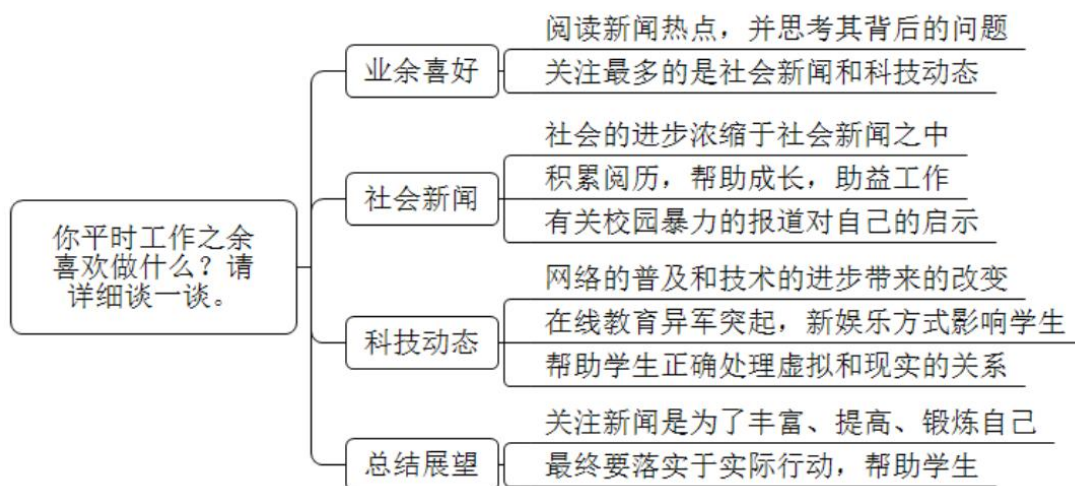 你平时工作之余
喜欢做什么？请
详细谈一谈。
业余喜好
阅读新闻热点，并思考其背后的问题
关注最多的是社会新闻和科技动态
社会新闻
社会的进步浓缩于社会新闻之中
积累阅历，帮助成长，助益工作
有关校园暴力的报道对自己的启示
科技动态
网络的普及和技术的进步带来的改变
在线教育异军突起，新娱乐方式影响学生
帮助学生正确处理虚拟和现实的关系
总结展望
关注新闻是为了丰富、提高、锻炼自己
最终要落实于实际行动，帮助学生